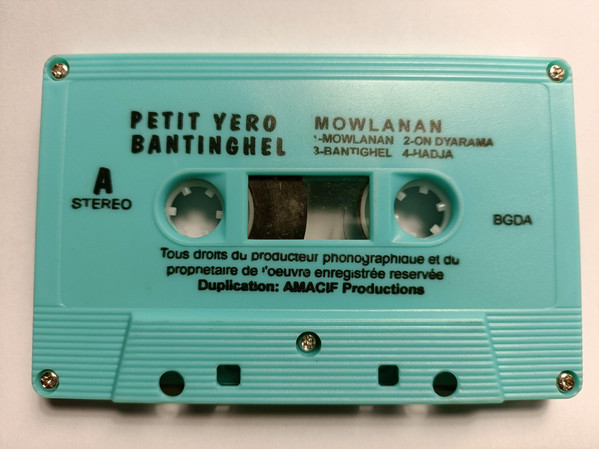 PETIT YERO
BANTINGHEL
MOWLANAN
1-MOWLANAN 2-ON DYARAMA
3-BANTIGHEL 4-HADJA
A
STEREO
BGDA
Tous droits du producteur phonographique et du
proprietaire de l'oeuvre enregistrée reservée
Duplication: AMACIF Productions